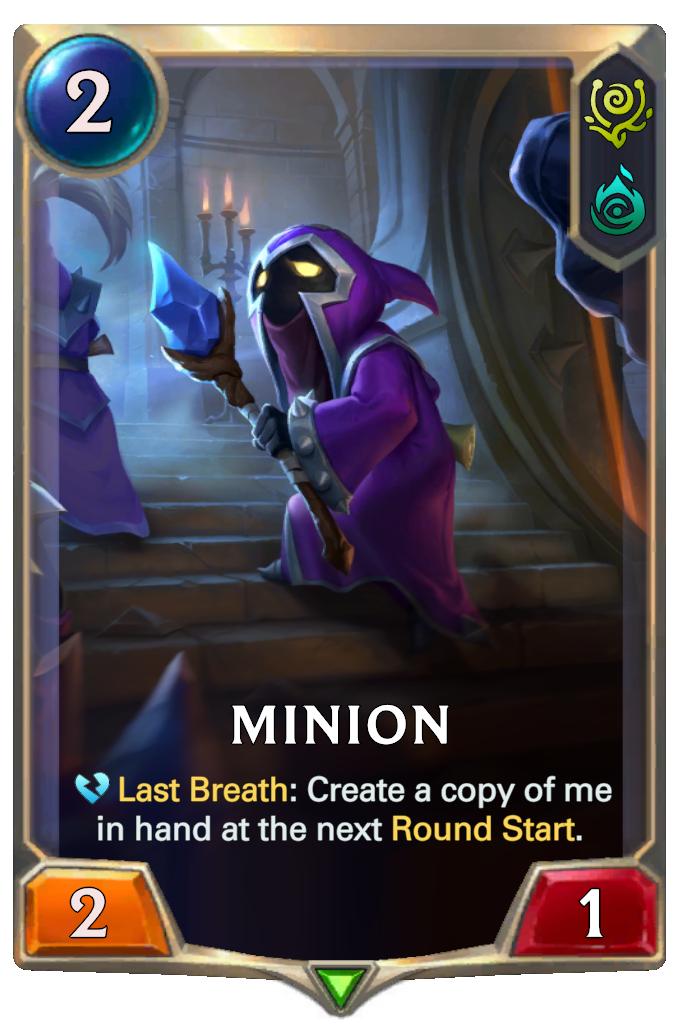 2
MINION
Last Breath: Create a copy of me
in hand at the next Round Start.
2
1